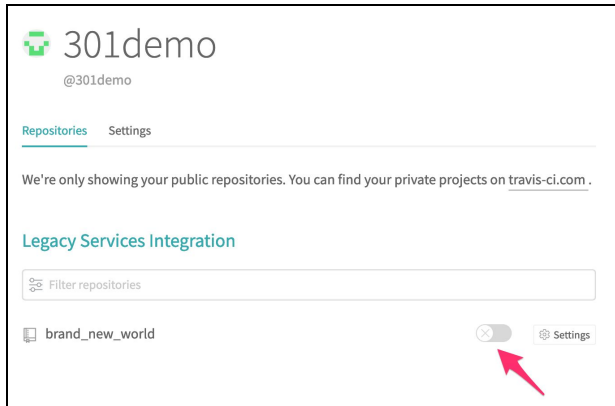 301demo
@301demo
Repositories Settings
We're only showing your public repositories. You can find your private projects on travis-ci.com .
Legacy Services Integration
Filter repositories
brand_new_world Settings